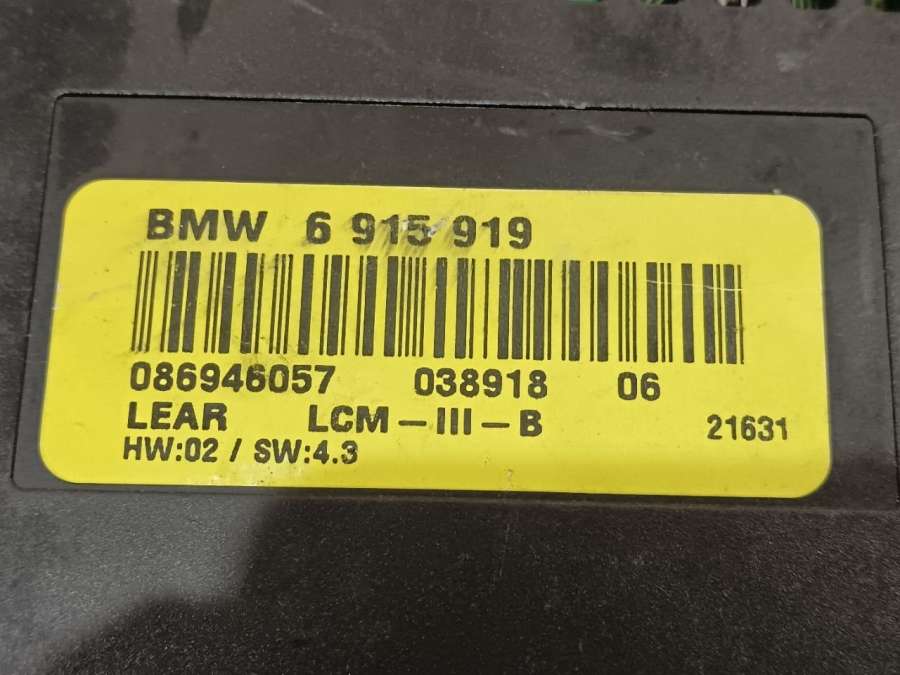 BMW 6 915 919
086946057 038918 06
LEAR LCM-III-B 21631
HW:02 / SW:4.3